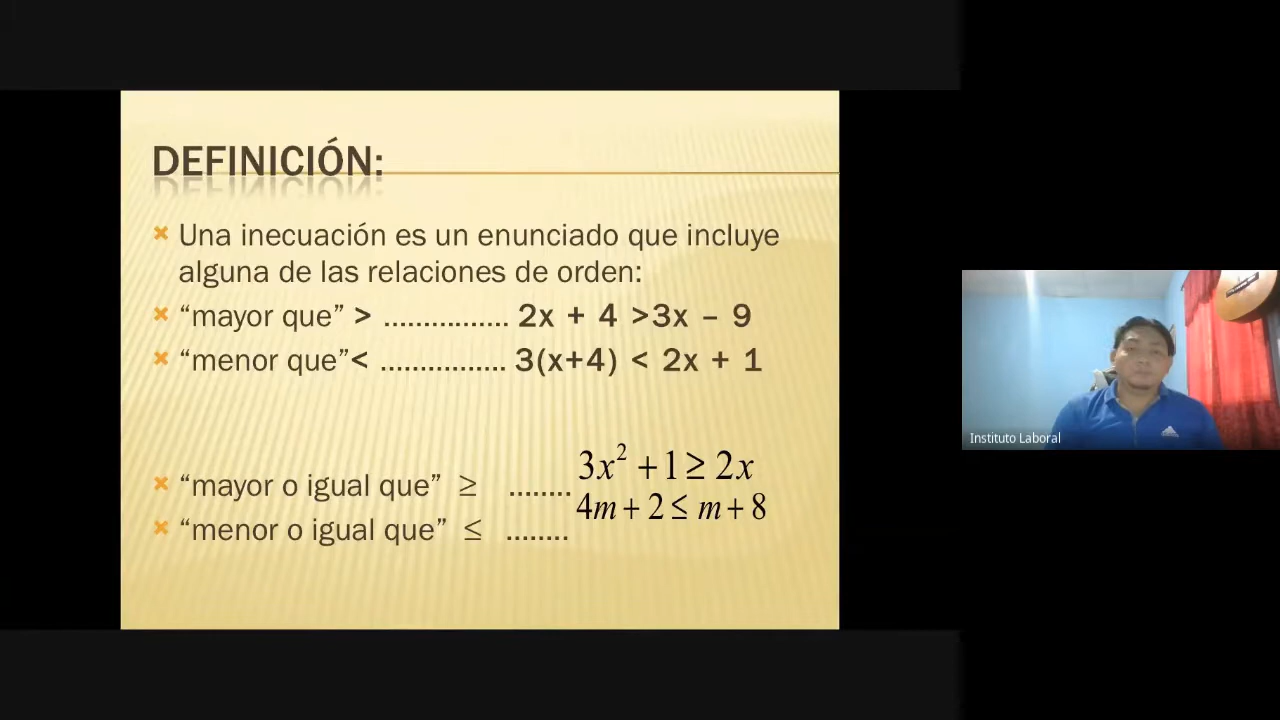 DEFINICIÓN:
Una inecuación es un enunciado que incluye
alguna de las relaciones de orden:
“mayor que” > ................ 2x + 4 >3x – 9
“menor que”< ................ 3(x+4) < 2x + 1
“mayor o igual que” ≥ ........ 3x² + 1 ≥ 2x
“menor o igual que” ≤ ........ 4m + 2 ≤ m + 8
Instituto Laboral